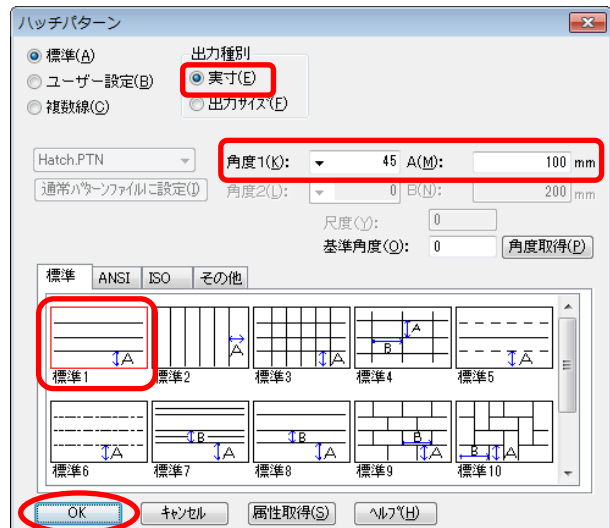 ハッチパターン
標準(A)
出力種別
ユーザー設定(B)
実寸(E)
複数線(C)
出力サイズ(F)
Hatch.PTN
角度1(K): 45 A(M): 100 mm
通常パターンファイルに設定(I)
角度2(L): 0 B(N): 200 mm
尺度(Y): 0
基準角度(O): 0 角度取得(P)
標準 ANSI ISO その他
A A A A B A
標準1 標準2 標準3 標準4 標準5
A B A B A B A B A
標準6 標準7 標準8 標準9 標準10
OK キャンセル 属性取得(S) ヘルプ(H)